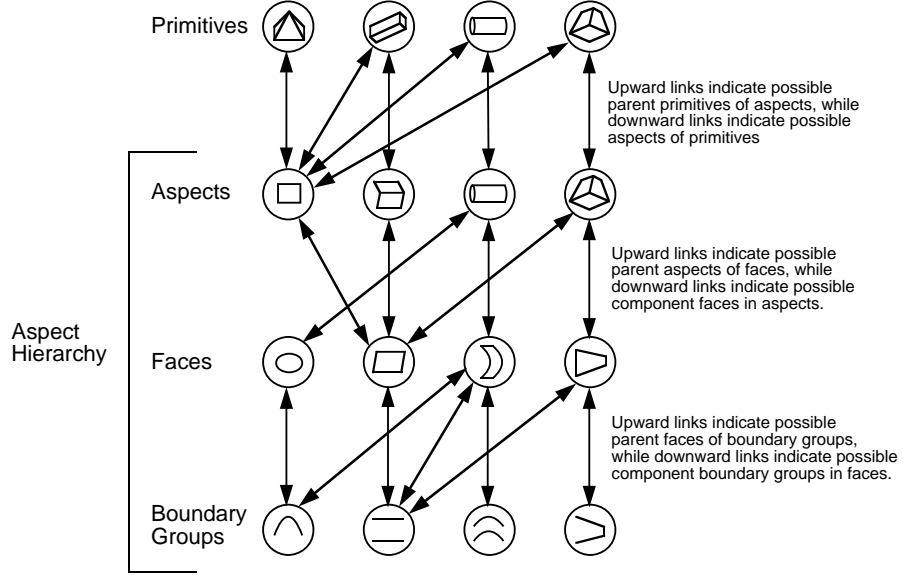 Primitives
Upward links indicate possible
parent primitives of aspects, while
downward links indicate possible
aspects of primitives
Aspects
Upward links indicate possible
parent aspects of faces, while
downward links indicate possible
component faces in aspects.
Aspect
Hierarchy
Faces
Upward links indicate possible
parent faces of boundary groups,
while downward links indicate possible
component boundary groups in faces.
Boundary
Groups